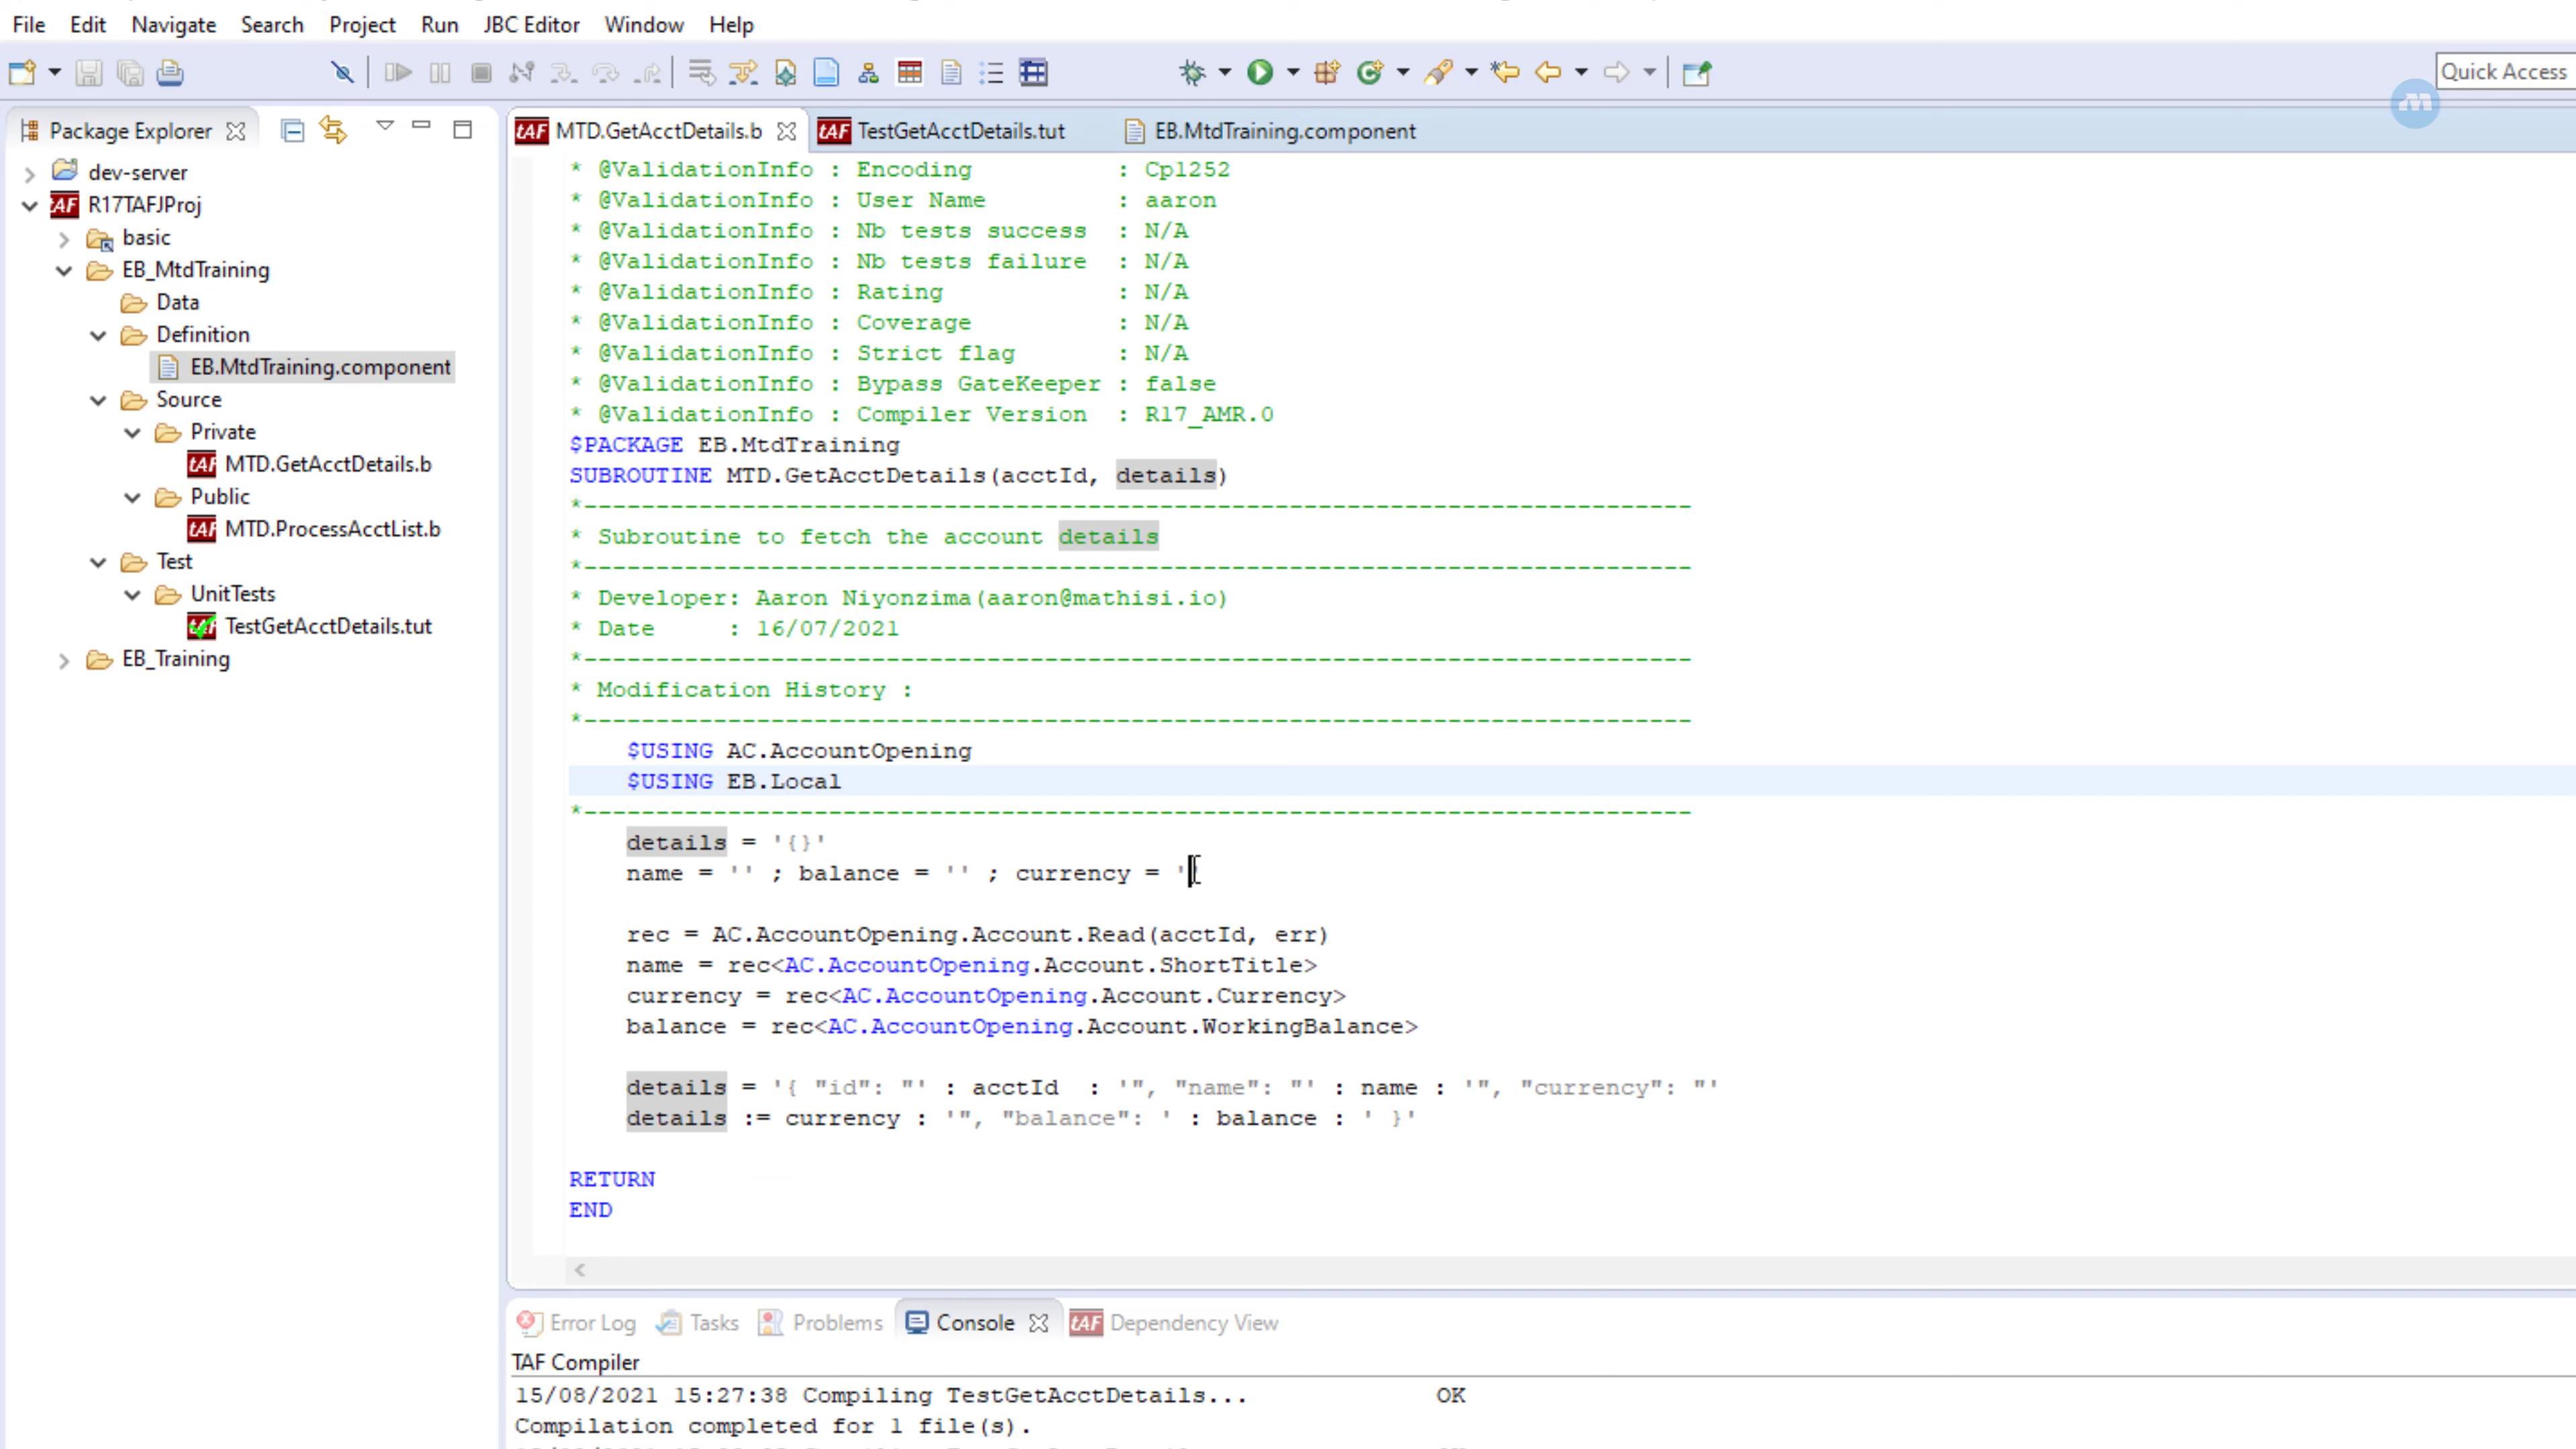 File Edit Navigate Search Project Run JBC Editor Window Help
Quick Access
Package Explorer
dev-server
R17TAFJProj
basic
EB_MtdTraining
Data
Definition
EB.MtdTraining.component
Source
Private
MTD.GetAcctDetails.b
Public
MTD.ProcessAcctList.b
Test
UnitTests
TestGetAcctDetails.tut
EB_Training
MTD.GetAcctDetails.b TestGetAcctDetails.tut EB.MtdTraining.component
* @ValidationInfo : Encoding : Cp1252
* @ValidationInfo : User Name : aaron
* @ValidationInfo : Nb tests success : N/A
* @ValidationInfo : Nb tests failure : N/A
* @ValidationInfo : Rating : N/A
* @ValidationInfo : Coverage : N/A
* @ValidationInfo : Strict flag : N/A
* @ValidationInfo : Bypass GateKeeper : false
* @ValidationInfo : Compiler Version : R17_AMR.0
$PACKAGE EB.MtdTraining
SUBROUTINE MTD.GetAcctDetails(acctId, details)
*-----------------------------------------------------------------------------
* Subroutine to fetch the account details
*-----------------------------------------------------------------------------
* Developer: Aaron Niyonzima(aaron@mathisi.io)
* Date : 16/07/2021
*-----------------------------------------------------------------------------
* Modification History :
*-----------------------------------------------------------------------------
$USING AC.AccountOpening
$USING EB.Local
*-----------------------------------------------------------------------------
details = '{}'
name = '' ; balance = '' ; currency = '
rec = AC.AccountOpening.Account.Read(acctId, err)
name = rec<AC.AccountOpening.Account.ShortTitle>
currency = rec<AC.AccountOpening.Account.Currency>
balance = rec<AC.AccountOpening.Account.WorkingBalance>
details = '{ "id": "' : acctId : '", "name": "' : name : '", "currency": "'
details := currency : '", "balance": ' : balance : ' }'
RETURN
END
Error Log Tasks Problems Console Dependency View
TAF Compiler
15/08/2021 15:27:38 Compiling TestGetAcctDetails... OK
Compilation completed for 1 file(s).